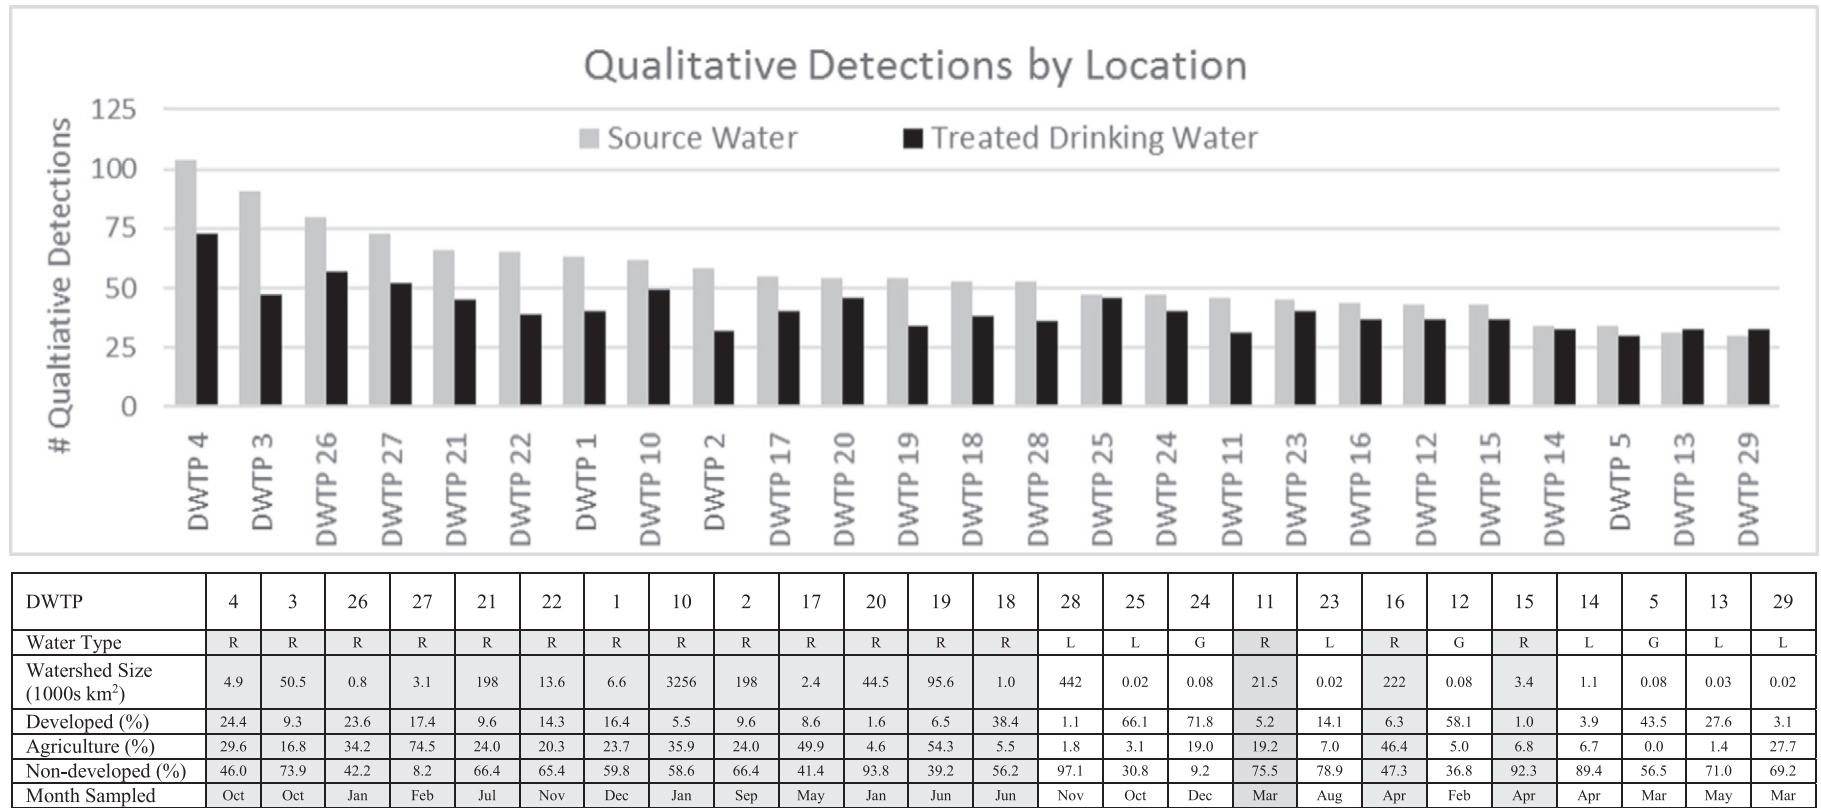 Qualitative Detections by Location
125
Source Water Treated Drinking Water
100
75
50
25
0
# Qualtiative Detections
DWTP 4 DWTP 3 DWTP 26 DWTP 27 DWTP 21 DWTP 22 DWTP 1 DWTP 10 DWTP 2 DWTP 17 DWTP 20 DWTP 19 DWTP 18 DWTP 28 DWTP 25 DWTP 24 DWTP 11 DWTP 23 DWTP 16 DWTP 12 DWTP 15 DWTP 14 DWTP 5 DWTP 13 DWTP 29
DWTP 4 3 26 27 21 22 1 10 2 17 20 19 18 28 25 24 11 23 16 12 15 14 5 13 29
Water Type R R R R R R R R R R R R R L L G R L R G R L G L L
Watershed Size
(1000s km²) 4.9 50.5 0.8 3.1 198 13.6 6.6 3256 198 2.4 44.5 95.6 1.0 442 0.02 0.08 21.5 0.02 222 0.08 3.4 1.1 0.08 0.03 0.02
Developed (%) 24.4 9.3 23.6 17.4 9.6 14.3 16.4 5.5 9.6 8.6 1.6 6.5 38.4 1.1 66.1 71.8 5.2 14.1 6.3 58.1 1.0 3.9 43.5 27.6 3.1
Agriculture (%) 29.6 16.8 34.2 74.5 24.0 20.3 23.7 35.9 24.0 49.9 4.6 54.3 5.5 1.8 3.1 19.0 19.2 7.0 46.4 5.0 6.8 6.7 0.0 1.4 27.7
Non-developed (%) 46.0 73.9 42.2 8.2 66.4 65.4 59.8 58.6 66.4 41.4 93.8 39.2 56.2 97.1 30.8 9.2 75.5 78.9 47.3 36.8 92.3 89.4 56.5 71.0 69.2
Month Sampled Oct Oct Jan Feb Jul Nov Dec Jan Sep May Jan Jun Jun Nov Oct Dec Mar Aug Apr Feb Apr Apr Mar May Mar